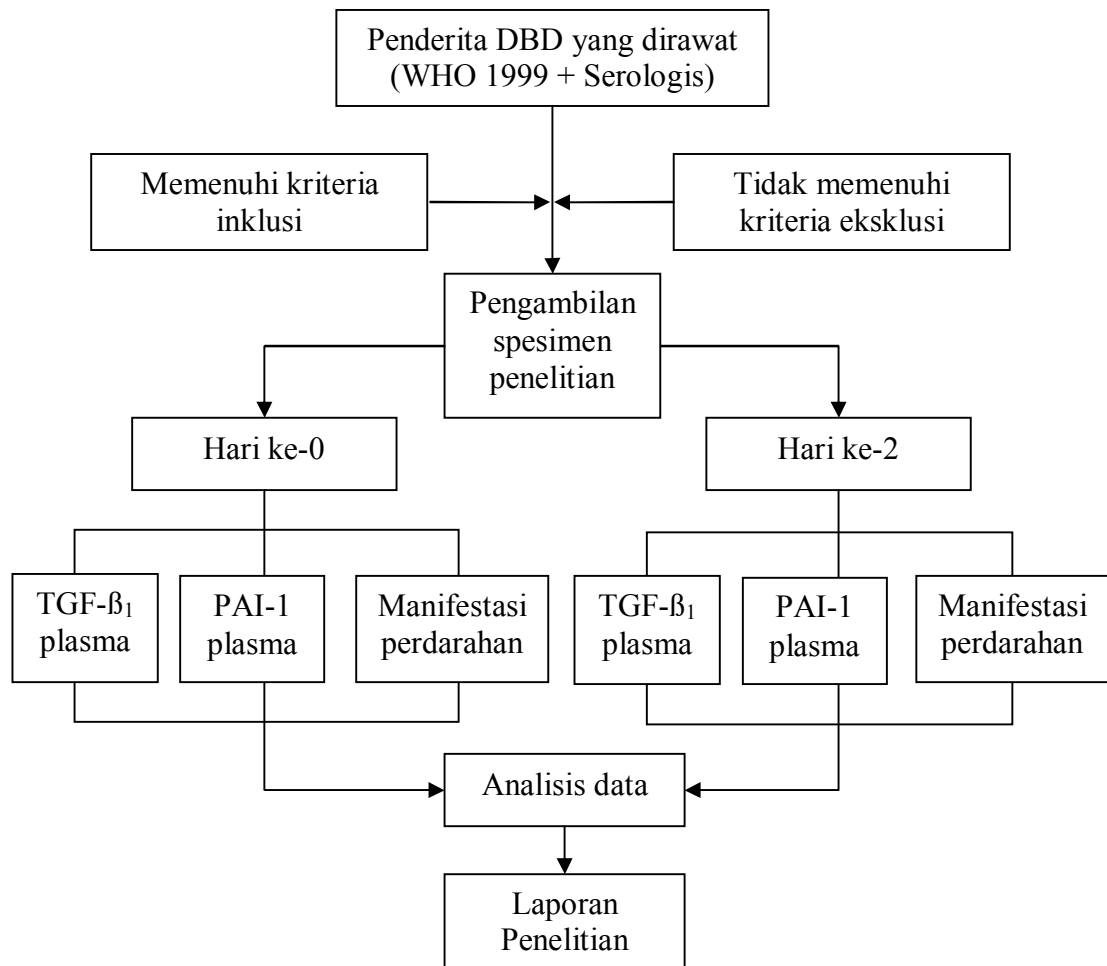 Penderita DBD yang dirawat
(WHO 1999 + Serologis)
Memenuhi kriteria
inklusi
Tidak memenuhi
kriteria eksklusi
Pengambilan
spesimen
penelitian
Hari ke-0
Hari ke-2
TGF-ß₁
plasma
PAI-1
plasma
Manifestasi
perdarahan
TGF-ß₁
plasma
PAI-1
plasma
Manifestasi
perdarahan
Analisis data
Laporan
Penelitian